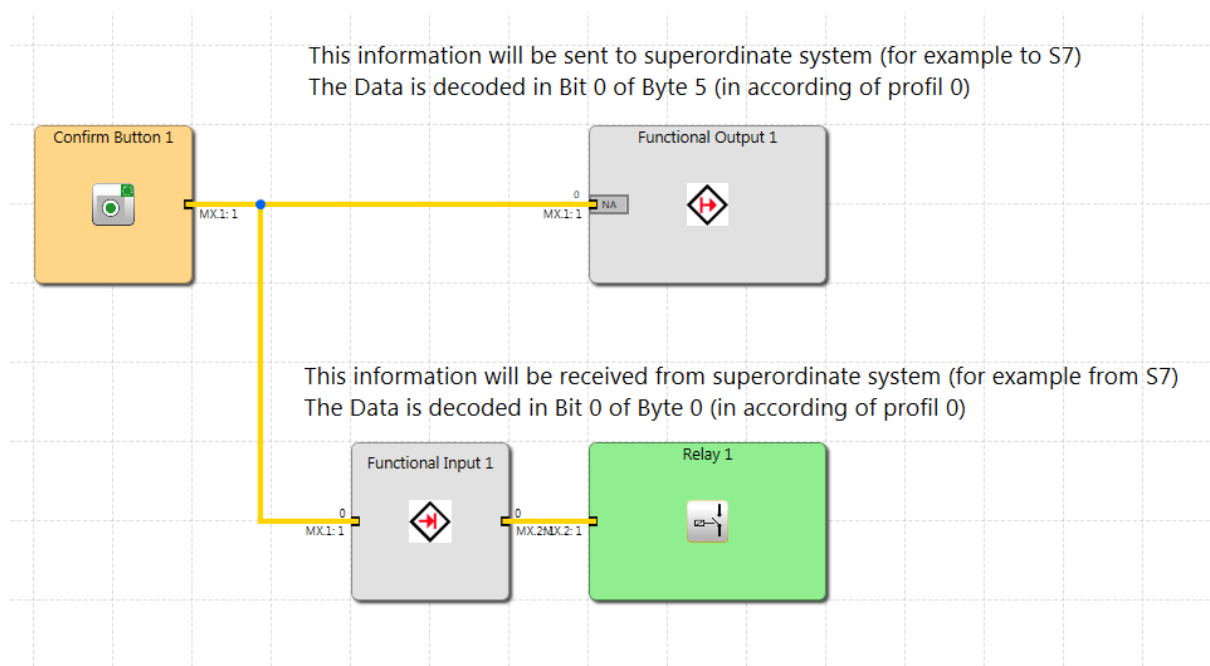 This information will be sent to superordinate system (for example to S7)
The Data is decoded in Bit 0 of Byte 5 (in according of profil 0)
Confirm Button 1
Functional Output 1
0
NA
MX.1: 1
MX.1: 1
This information will be received from superordinate system (for example from S7)
The Data is decoded in Bit 0 of Byte 0 (in according of profil 0)
Functional Input 1
Relay 1
0
0
MX.1: 1
MX.2: 1